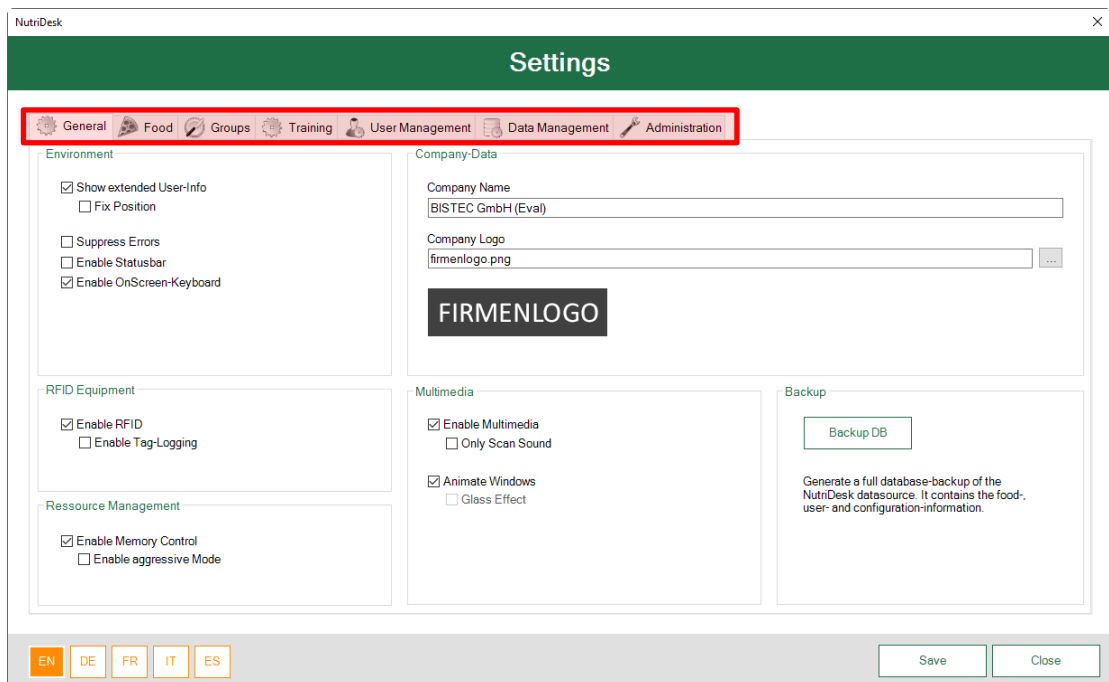 NutriDesk
Settings
General Food Groups Training User Management Data Management Administration
Environment
Show extended User-Info
Fix Position
Suppress Errors
Enable Statusbar
Enable OnScreen-Keyboard
Company-Data
Company Name
BISTEC GmbH (Eval)
Company Logo
firmenlogo.png
...
FIRMENLOGO
RFID Equipment
Enable RFID
Enable Tag-Logging
Ressource Management
Enable Memory Control
Enable aggressive Mode
Multimedia
Enable Multimedia
Only Scan Sound
Animate Windows
Glass Effect
Backup
Backup DB
Generate a full database-backup of the
NutriDesk datasource. It contains the food-,
user- and configuration-information.
EN DE FR IT ES
Save Close